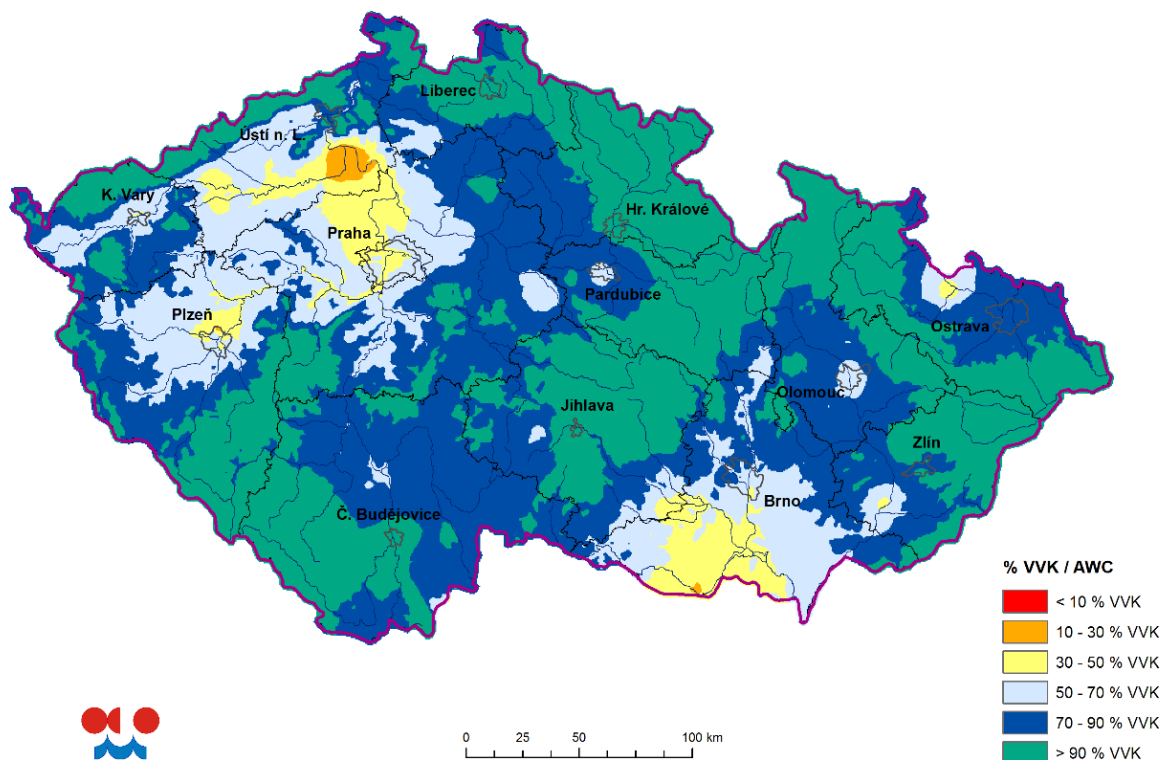 Liberec
Ústí n. L.
K. Vary
Hr. Králové
Praha
Pardubice
Plzeň
Ostrava
Olomouc
Jihlava
Zlín
Brno
Č. Budějovice
% VVK / AWC
< 10 % VVK
10 - 30 % VVK
30 - 50 % VVK
50 - 70 % VVK
70 - 90 % VVK
> 90 % VVK
0 25 50 100 km